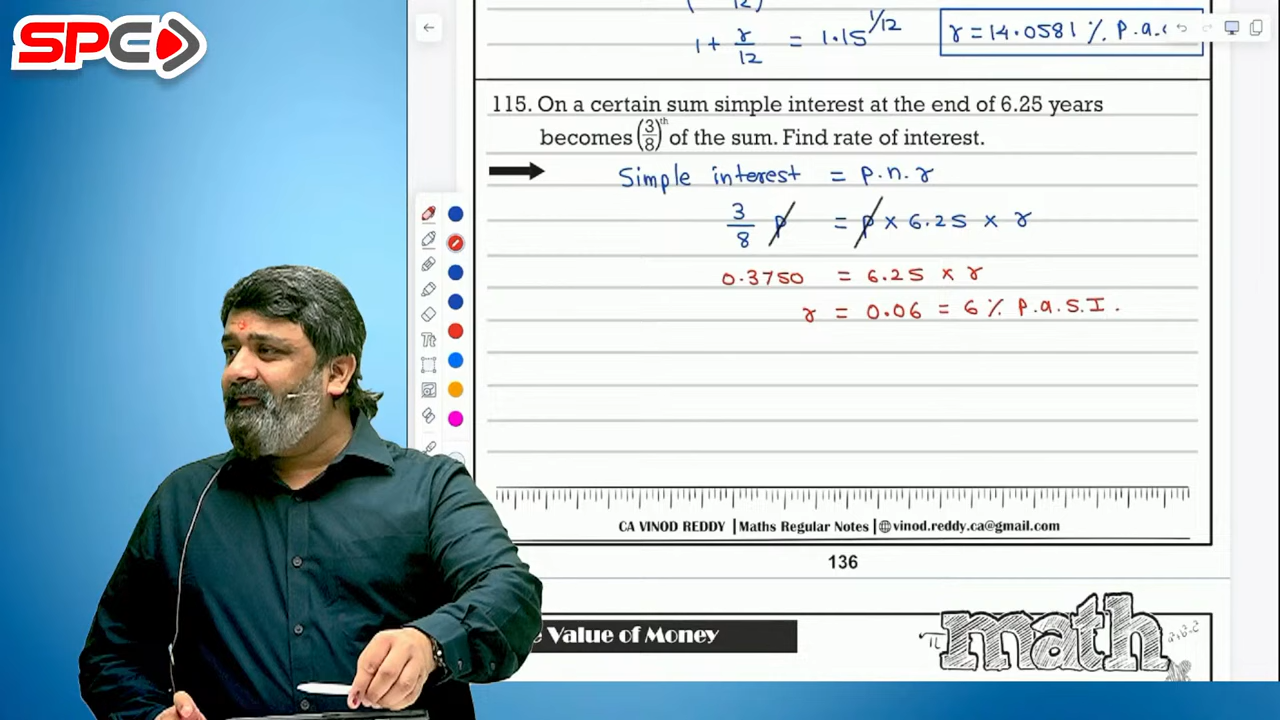 SPC
12
1 + r/12 = 1.15^1/12
r = 14.0581 % p.a.
115. On a certain sum simple interest at the end of 6.25 years
becomes (3/8)th of the sum. Find rate of interest.
Simple interest = p.n.r
3/8 p = p × 6.25 × r
0.3750 = 6.25 × r
r = 0.06 = 6 % p.a.S.I.
Tt
CA VINOD REDDY | Maths Regular Notes | vinod.reddy.ca@gmail.com
136
Value of Money
math
π